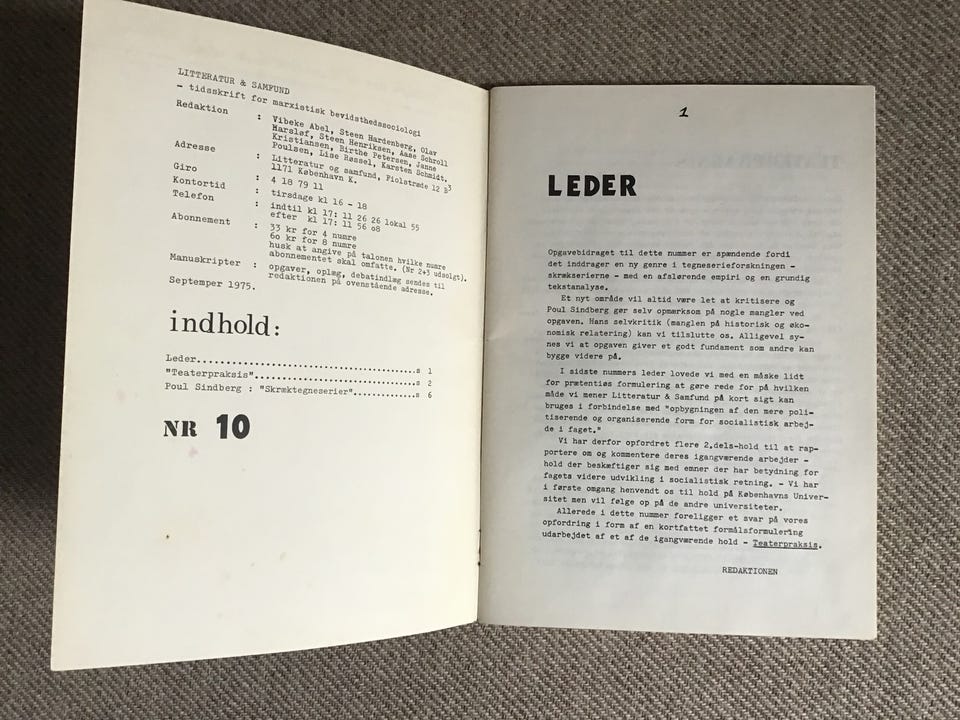 LITTERATUR & SAMFUND
- tidsskrift for marxistisk bevidsthedssociologi
Redaktion : Vibeke Abel, Steen Hardenberg, Olav
Harsløf, Steen Henriksen, Aase Schroll
Kristiansen, Birthe Petersen, Janne
Poulsen, Lise Røssel, Karsten Schmidt,
Adresse : Litteratur og samfund, Fiolstræde 12 B3
1171 København K.
Giro : 4 18 79 11
Kontortid : tirsdage kl 16 - 18
Telefon : indtil kl 17: 11 26 26 lokal 55
efter kl 17: 11 56 08
Abonnement : 33 kr for 4 numre
60 kr for 8 numre
husk at angive på talonen hvilke numre
abonnementet skal omfatte. (Nr 2+3 udsolgt).
Manuskripter : opgaver, oplæg, debatindlæg sendes til
redaktionen på ovenstående adresse.
Septemper 1975.
indhold:
Leder..................................s 1
"Teaterpraksis"........................s 2
Poul Sindberg : "Skræktegneserier".............s 6
NR 10
1
LEDER
Opgavebidraget til dette nummer er spændende fordi
det inddrager en ny genre i tegneserieforskningen -
skrækserierne - med en afslørende empiri og en grundig
tekstanalyse.
Et nyt område vil altid være let at kritisere og
Poul Sindberg gør selv opmærksom på nogle mangler ved
opgaven. Hans selvkritik (manglen på historisk og øko-
nomisk relatering) kan vi tilslutte os. Alligevel sy-
nes vi at opgaven giver et godt fundament som andre kan
bygge videre på.
I sidste nummers leder lovede vi med en måske lidt
for prætentiøs formulering at gøre rede for på hvilken
måde vi mener Litteratur & Samfund på kort sigt kan
bruges i forbindelse med "opbygningen af den mere poli-
tiserende og organiserende form for socialistisk arbej-
de i faget."
Vi har derfor opfordret flere 2.dels-hold til at rap-
portere om og kommentere deres igangværende arbejder -
hold der beskæftiger sig med emner der har betydning for
fagets videre udvikling i socialistisk retning. - Vi har
i første omgang henvendt os til hold på Københavns Univer-
sitet men vil følge op på de andre universiteter.
Allerede i dette nummer foreligger et svar på vores
opfordring i form af en kortfattet formålsformulering
udarbejdet af et af de igangværende hold - Teaterpraksis.
REDAKTIONEN